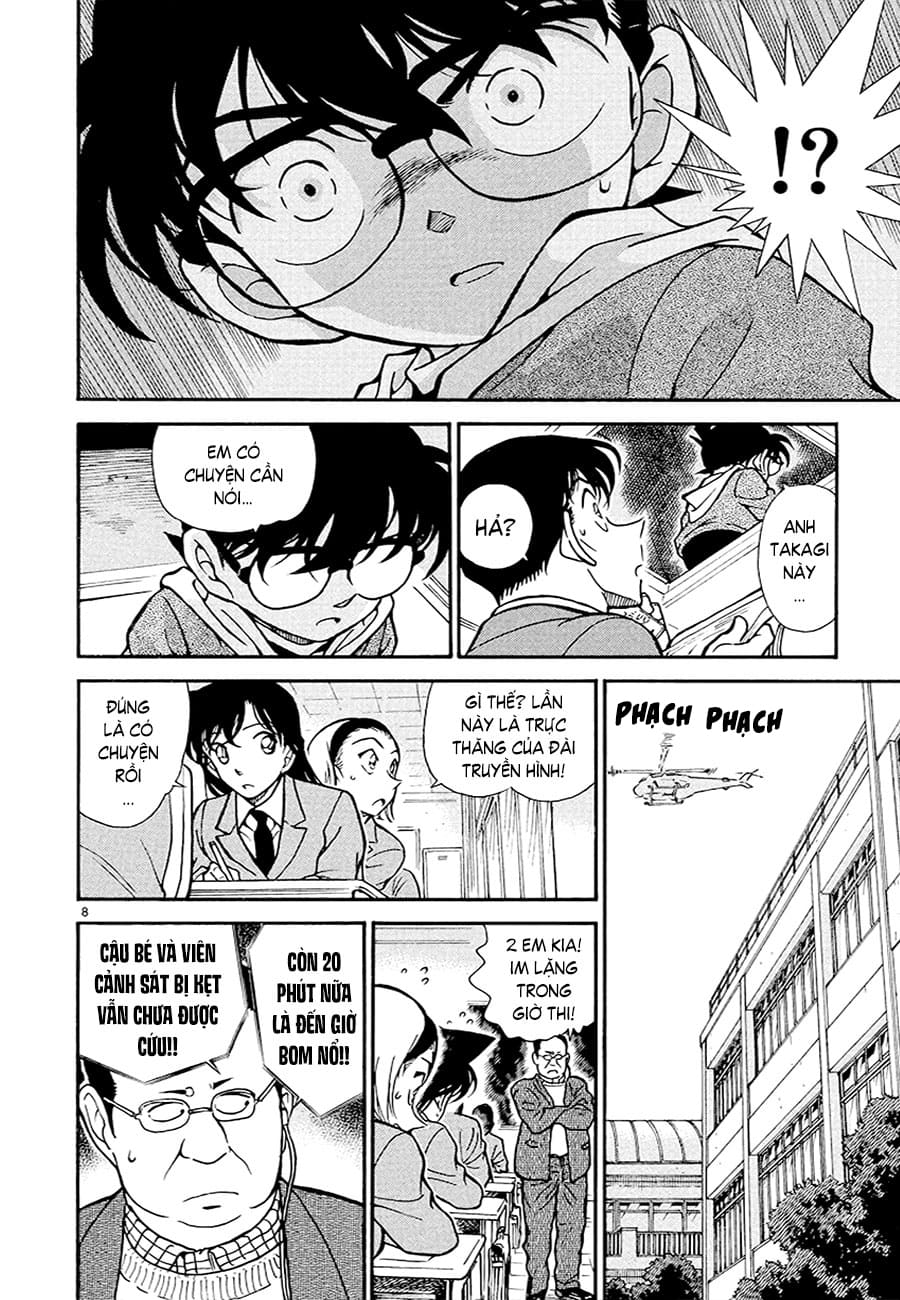 !?
ANH
TAKAGI
NÀY
...
HẢ?
EM CÓ
CHUYỆN CẦN
NÓI...
PHẠCH PHẠCH
GÌ THẾ? LẦN
NÀY LÀ TRỰC
THĂNG CỦA ĐÀI
TRUYỀN HÌNH!
ĐÚNG
LÀ CÓ
CHUYỆN
RỒI
...
8
2 EM KIA!
IM LẶNG
TRONG
GIỜ THI!
CÒN 20
PHÚT NỮA
LÀ ĐẾN GIỜ
BOM NỔ!!
CẬU BÉ VÀ VIÊN
CẢNH SÁT BỊ KẸT
VẪN CHƯA ĐƯỢC
CỨU!!